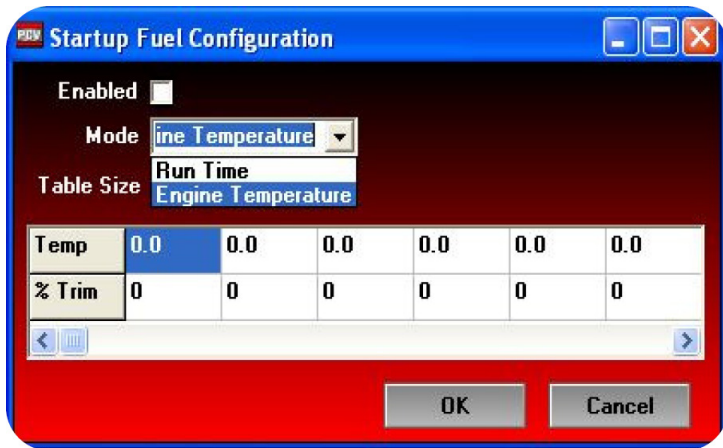 PCV Startup Fuel Configuration
Enabled
Mode ine Temperature
Run Time
Table Size Engine Temperature
Temp 0.0 0.0 0.0 0.0 0.0 0.0
% Trim 0 0 0 0 0 0
OK Cancel